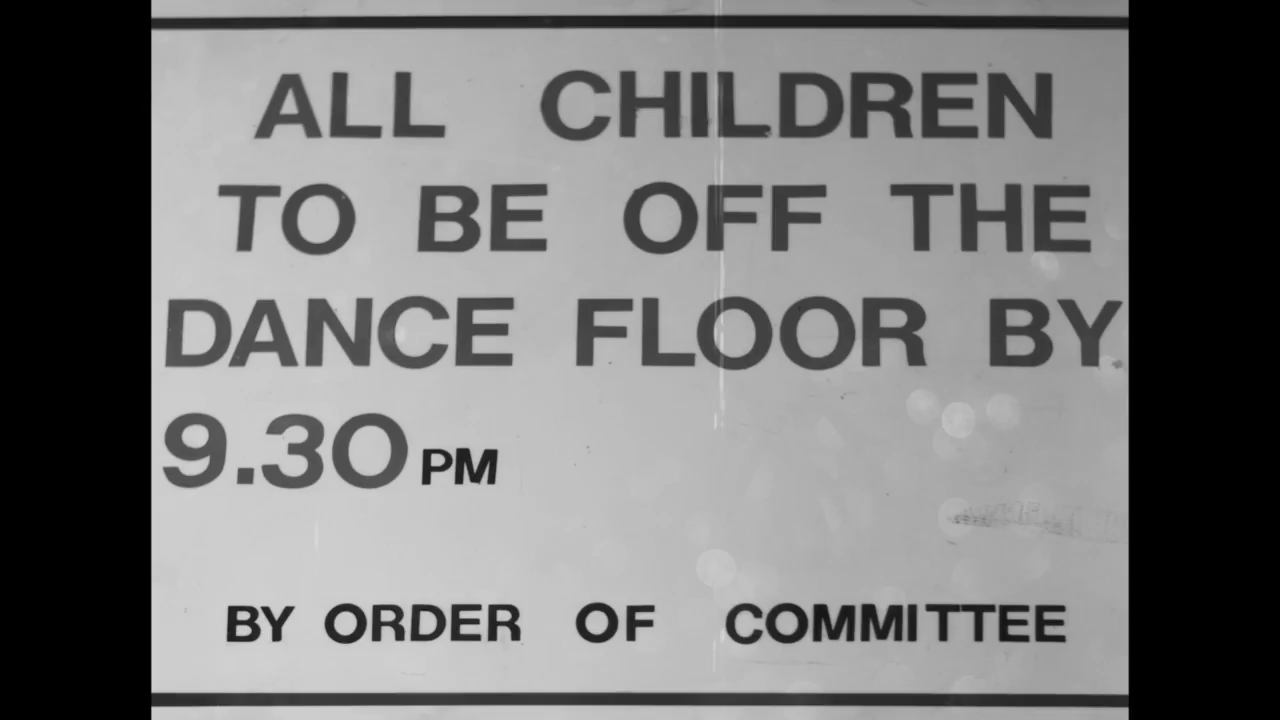 ALL CHILDREN
TO BE OFF THE
DANCE FLOOR BY
9.30 PM
BY ORDER OF COMMITTEE